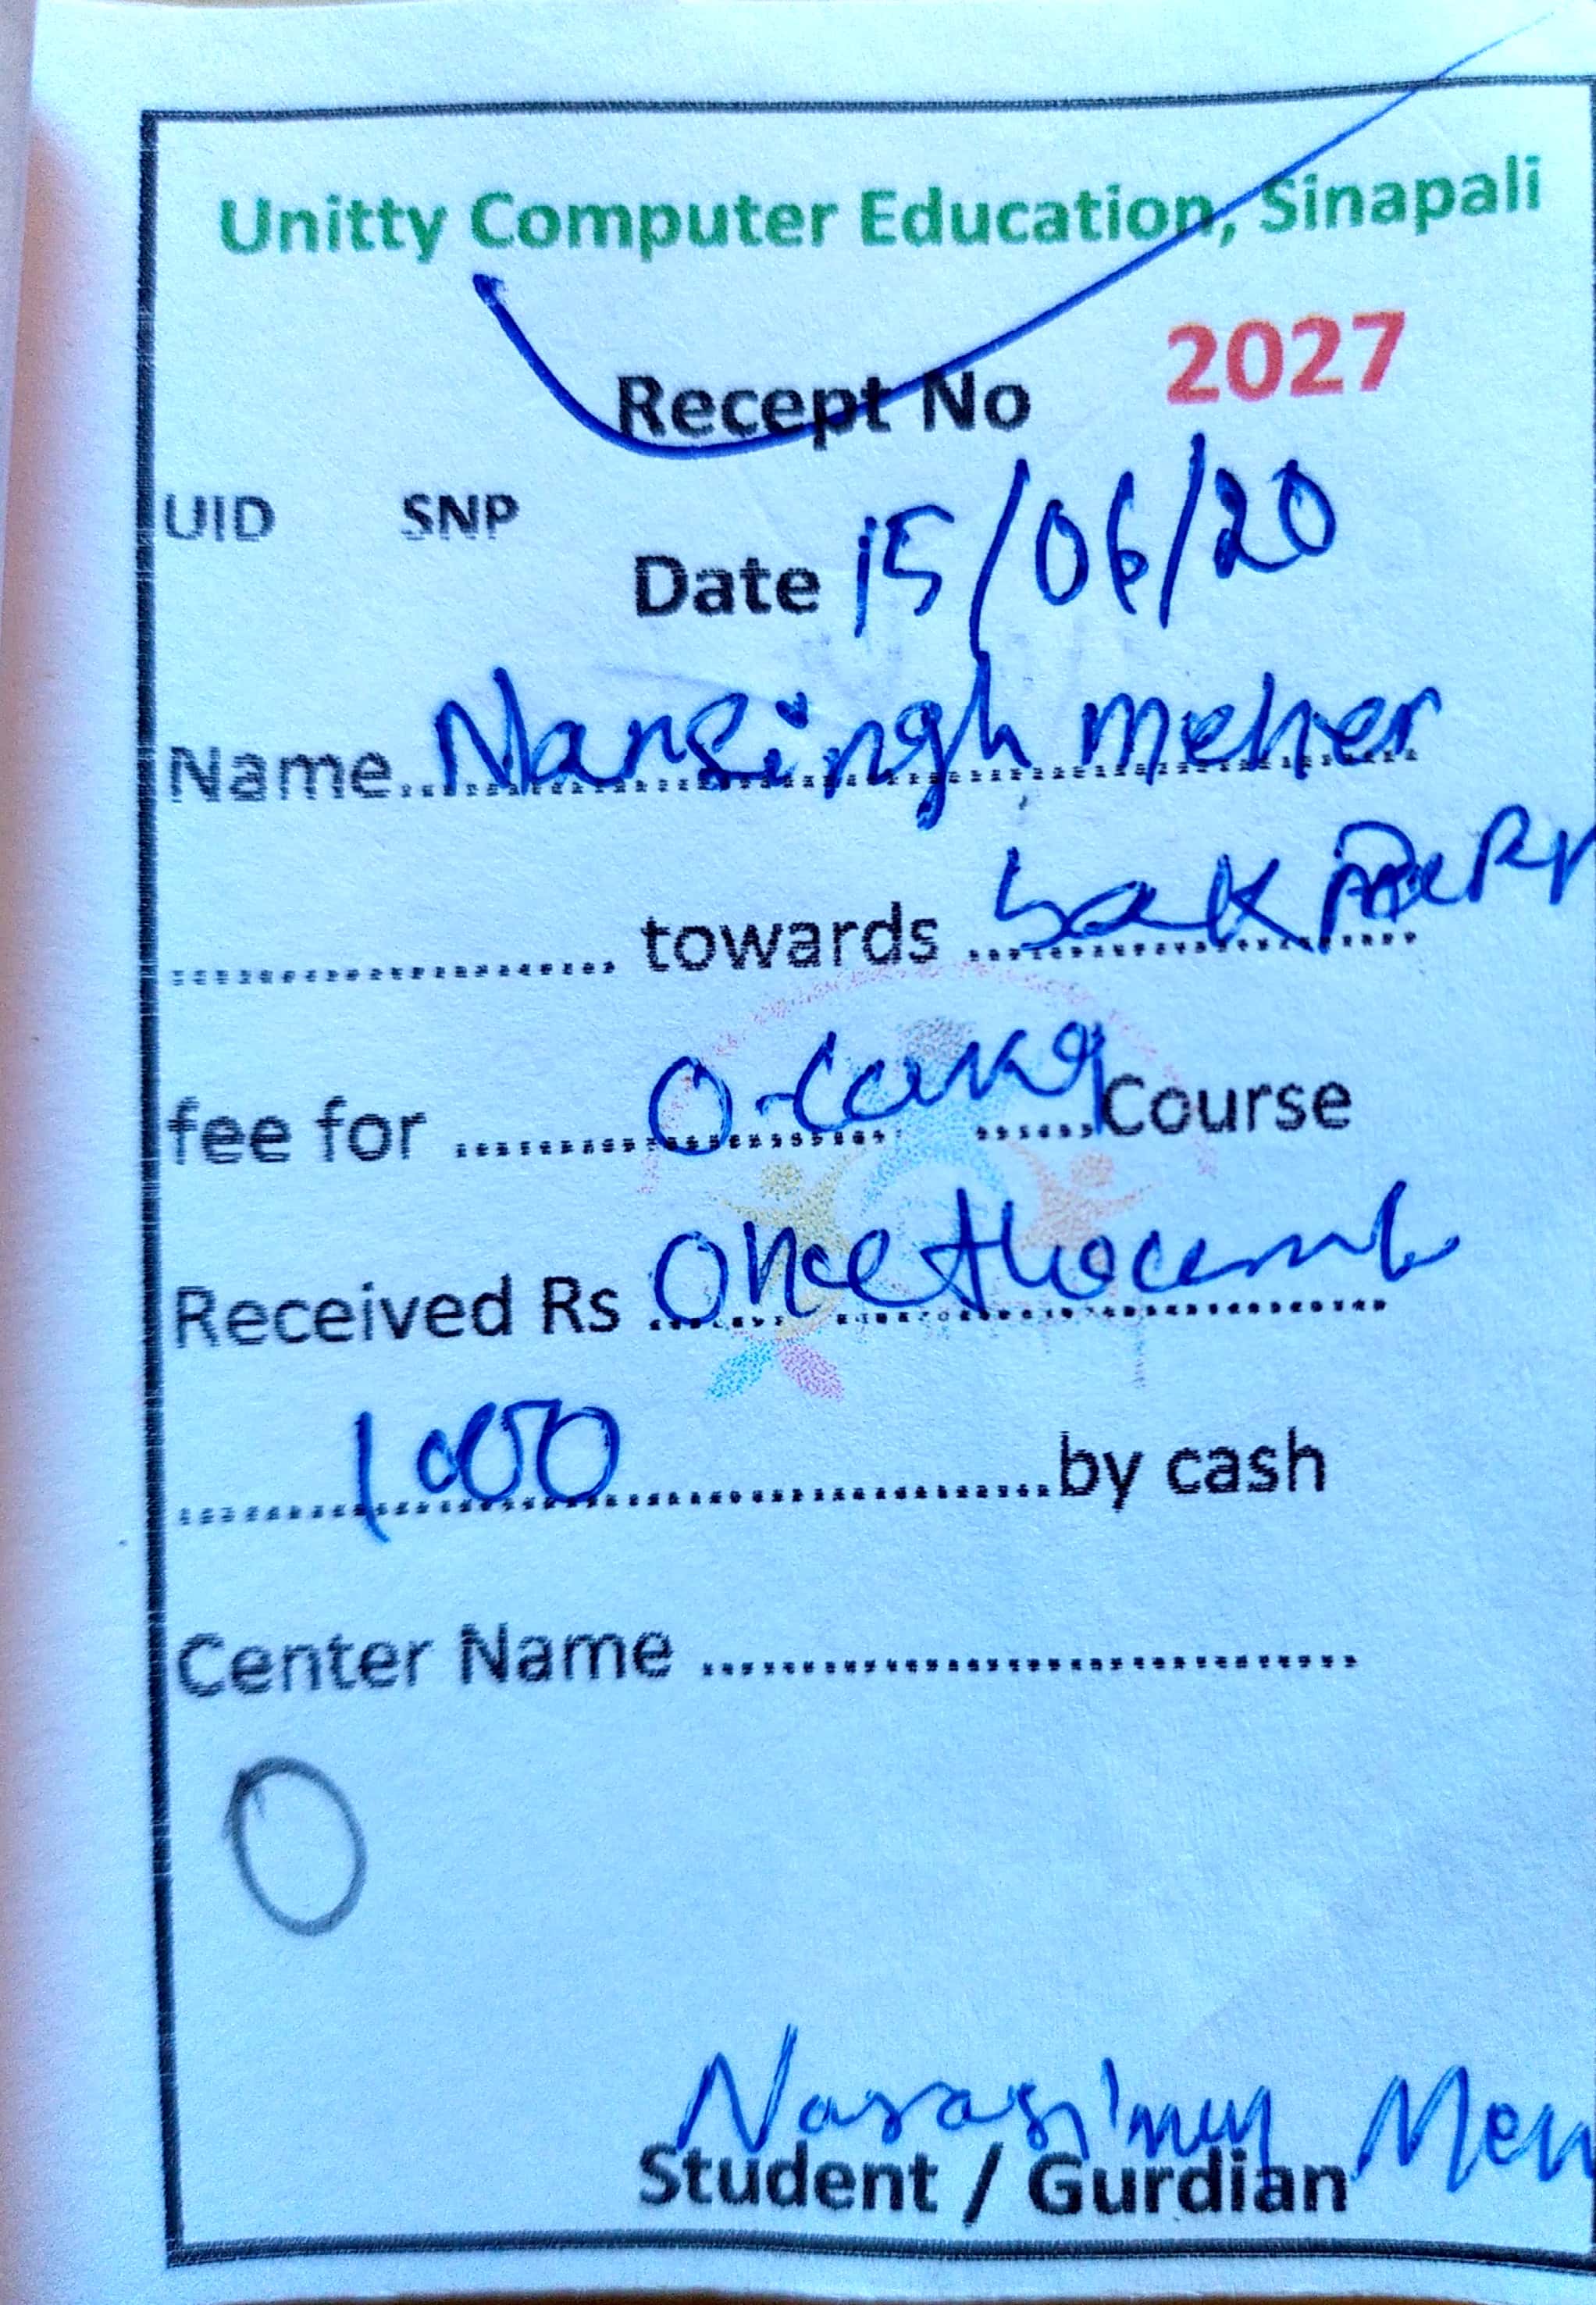 Unitty Computer Education, Sinapali
Recept No 2027
UID SNP
Date 15/06/20
Name Narsingh meher
towards
fee for Course
Received Rs One
1000 by cash
Center Name
Student / Gurdian